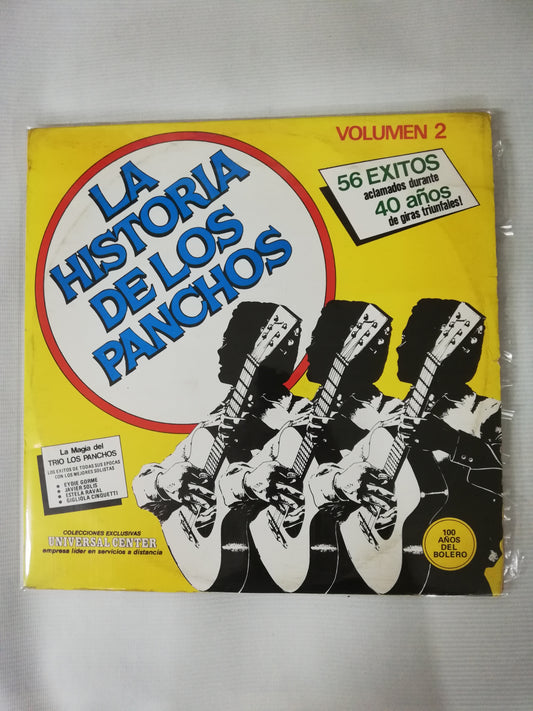 VOLUMEN 2
56 EXITOS
aclamados durante
40 años
de giras triunfales!
LA
HISTORIA
DE LOS
PANCHOS
La Magia del
TRIO LOS PANCHOS
LOS EXITOS DE TODAS SUS EPOCAS
CON LOS MEJORES SOLISTAS
• EYDIE GORME
• JAVIER SOLIS
• ESTELA RAVAL
• GIGLIOLA CINQUETTI
COLECCIONES EXCLUSIVAS
UNIVERSAL CENTER
empresa líder en servicios a distancia
100
AÑOS
DEL
BOLERO